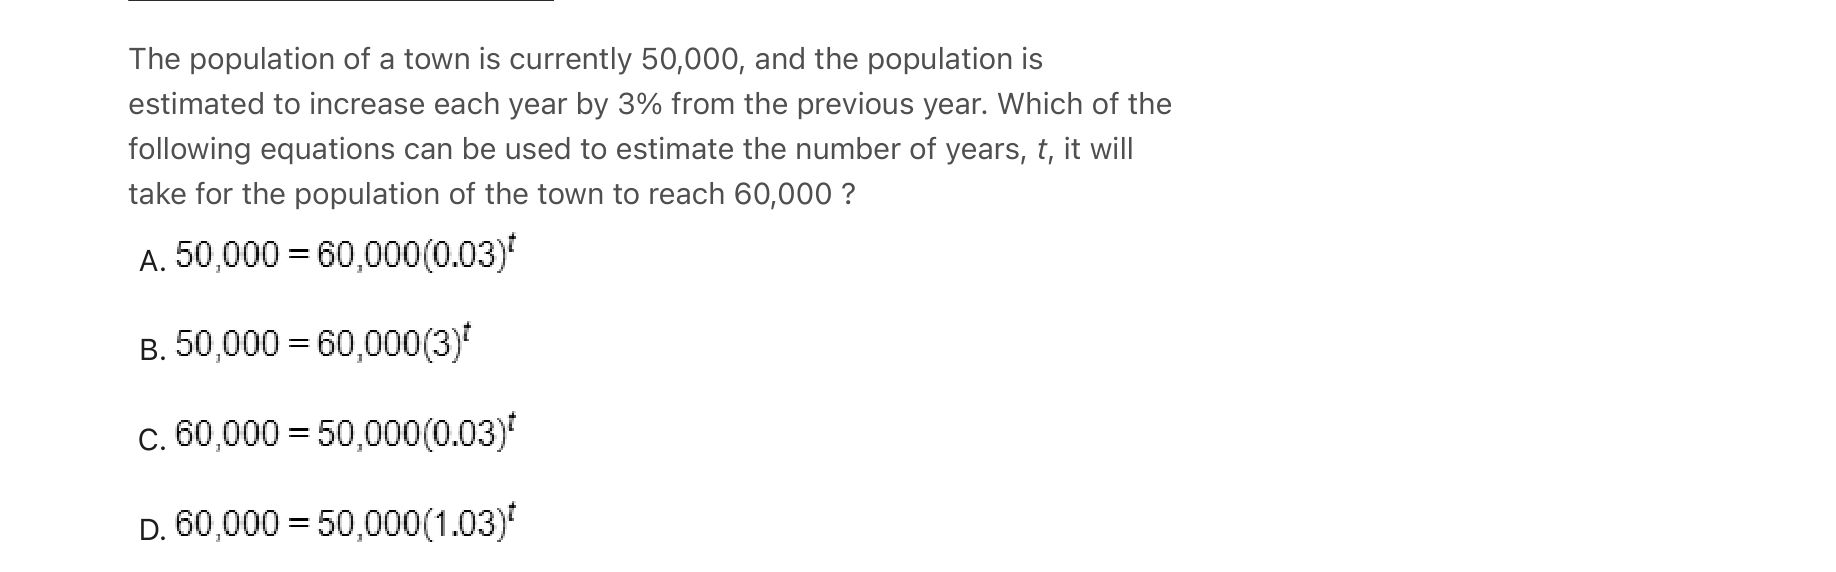 The population of a town is currently 50,000, and the population is
estimated to increase each year by 3% from the previous year. Which of the
following equations can be used to estimate the number of years, t, it will
take for the population of the town to reach 60,000 ?
A. 50,000 = 60,000(0.03)^t
B. 50,000 = 60,000(3)^t
C. 60,000 = 50,000(0.03)^t
D. 60,000 = 50,000(1.03)^t